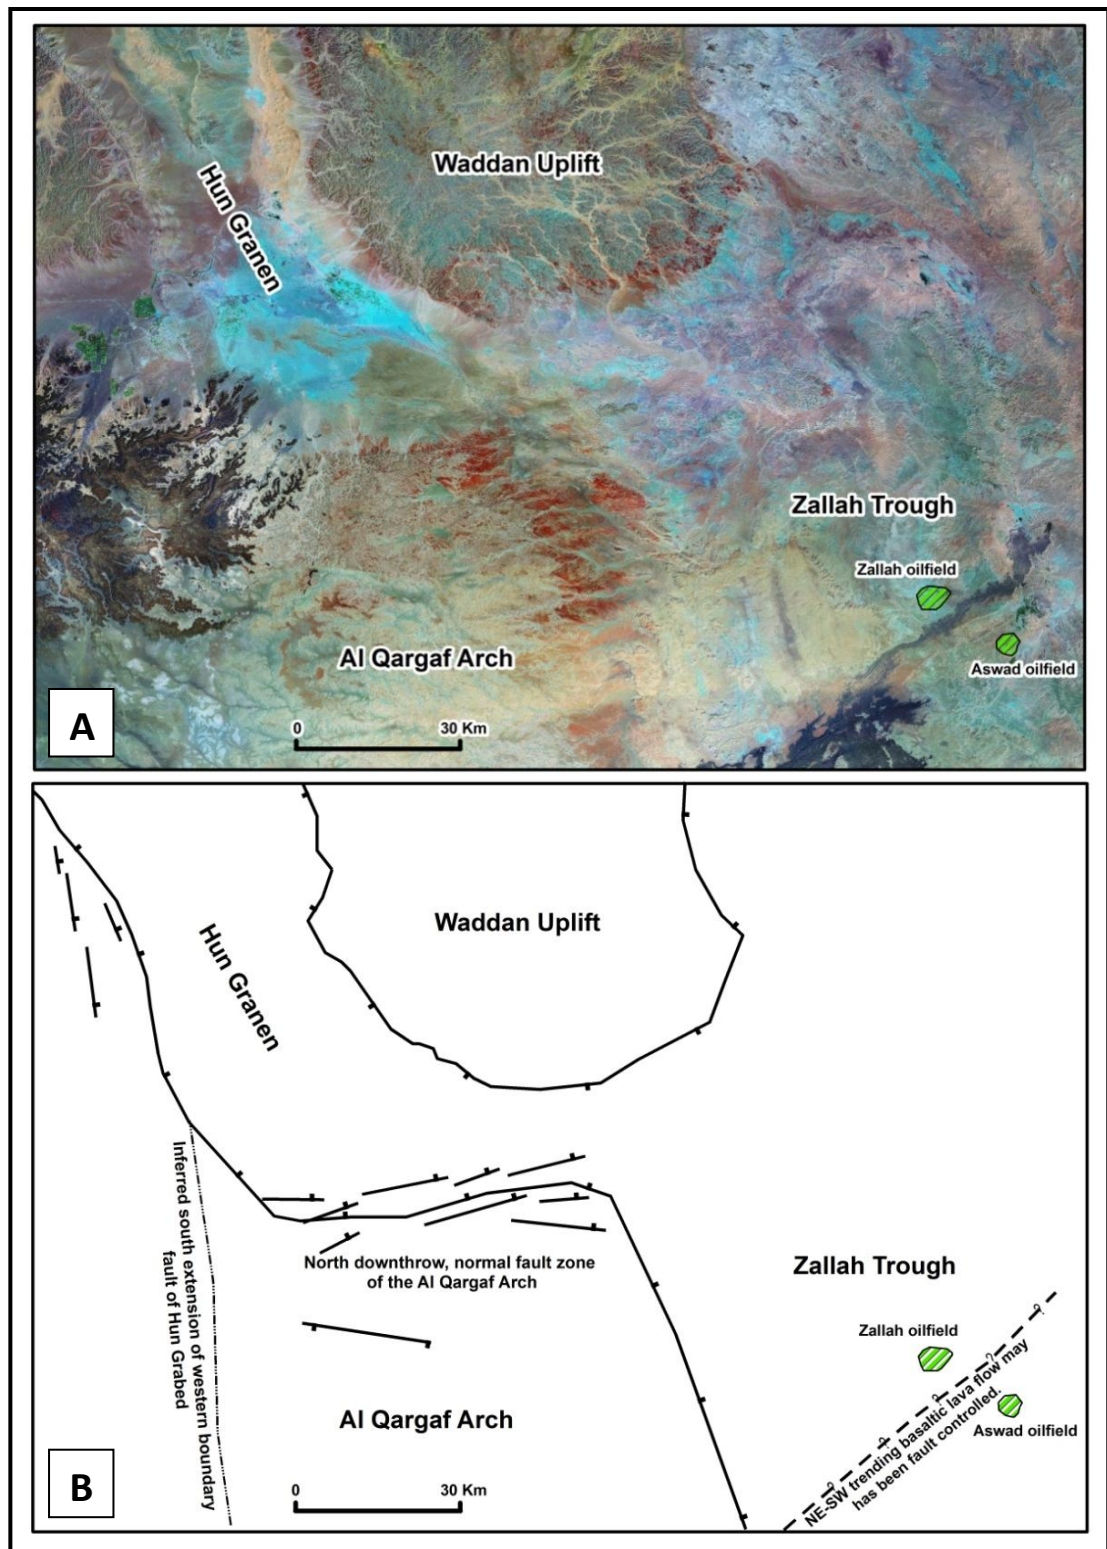 Waddan Uplift
Hun Granen
Zallah Trough
Zallah oilfield
Aswad oilfield
Al Qargaf Arch
A
0 30 Km
Waddan Uplift
Hun Granen
Inferred south extension of western boundary
fault of Hun Grabed
North downthrow, normal fault zone
of the Al Qargaf Arch
Zallah Trough
Zallah oilfield
NE-SW trending basaltic lava flow may
has been fault controlled.
Aswad oilfield
Al Qargaf Arch
B
0 30 Km